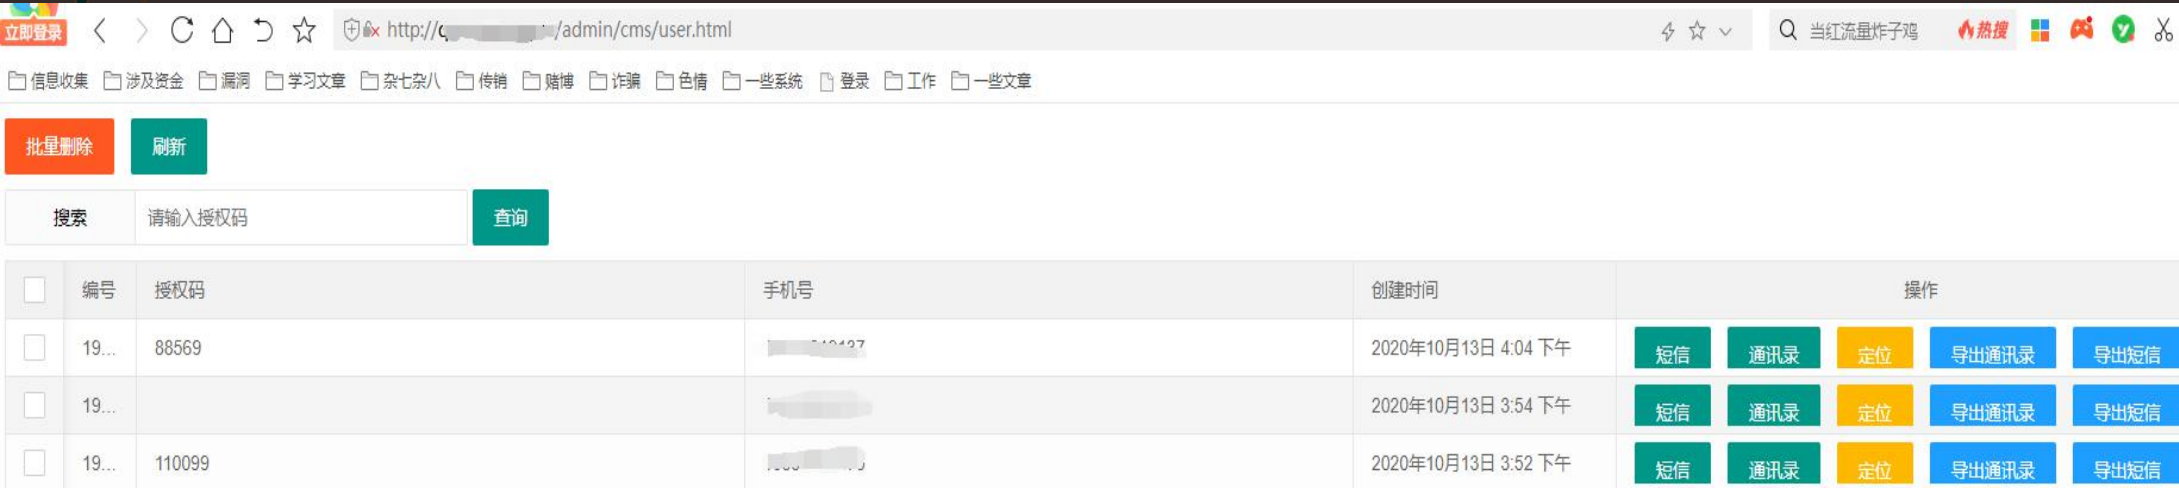 立即登录
http:// /admin/cms/user.html
当红流量炸子鸡
热搜
信息收集 涉及资金 漏洞 学习文章 杂七杂八 传销 赌博 诈骗 色情 一些系统 登录 工作 一些文章
批量删除 刷新
搜索 请输入授权码 查询
编号 授权码 手机号 创建时间 操作
19... 88569 2020年10月13日 4:04 下午 短信 通讯录 定位 导出通讯录 导出短信
19... 2020年10月13日 3:54 下午 短信 通讯录 定位 导出通讯录 导出短信
19... 110099 2020年10月13日 3:52 下午 短信 通讯录 定位 导出通讯录 导出短信